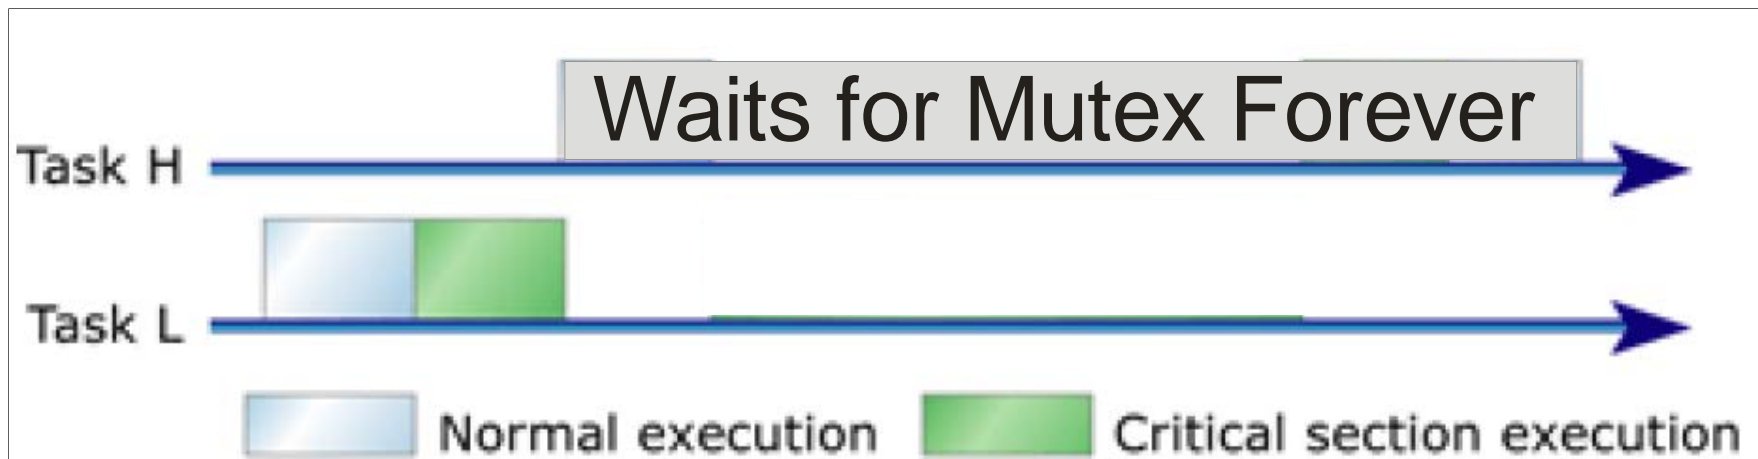 Waits for Mutex Forever
Task H
Task L
Normal execution
Critical section execution